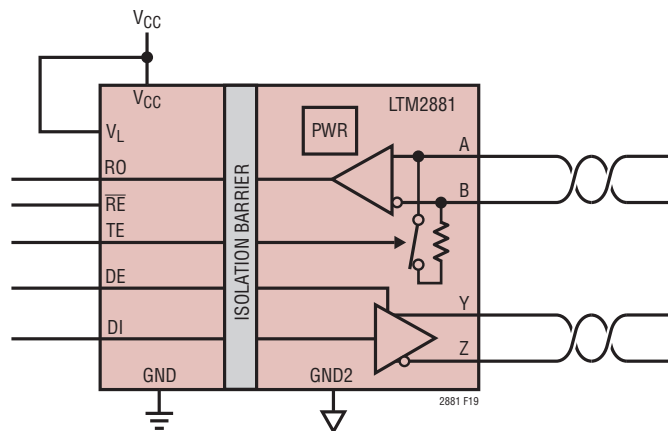 VCC
VCC
LTM2881
VL
PWR
A
RO
B
RE
TE
ISOLATION BARRIER
DE
Y
DI
Z
GND
GND2
2881 F19